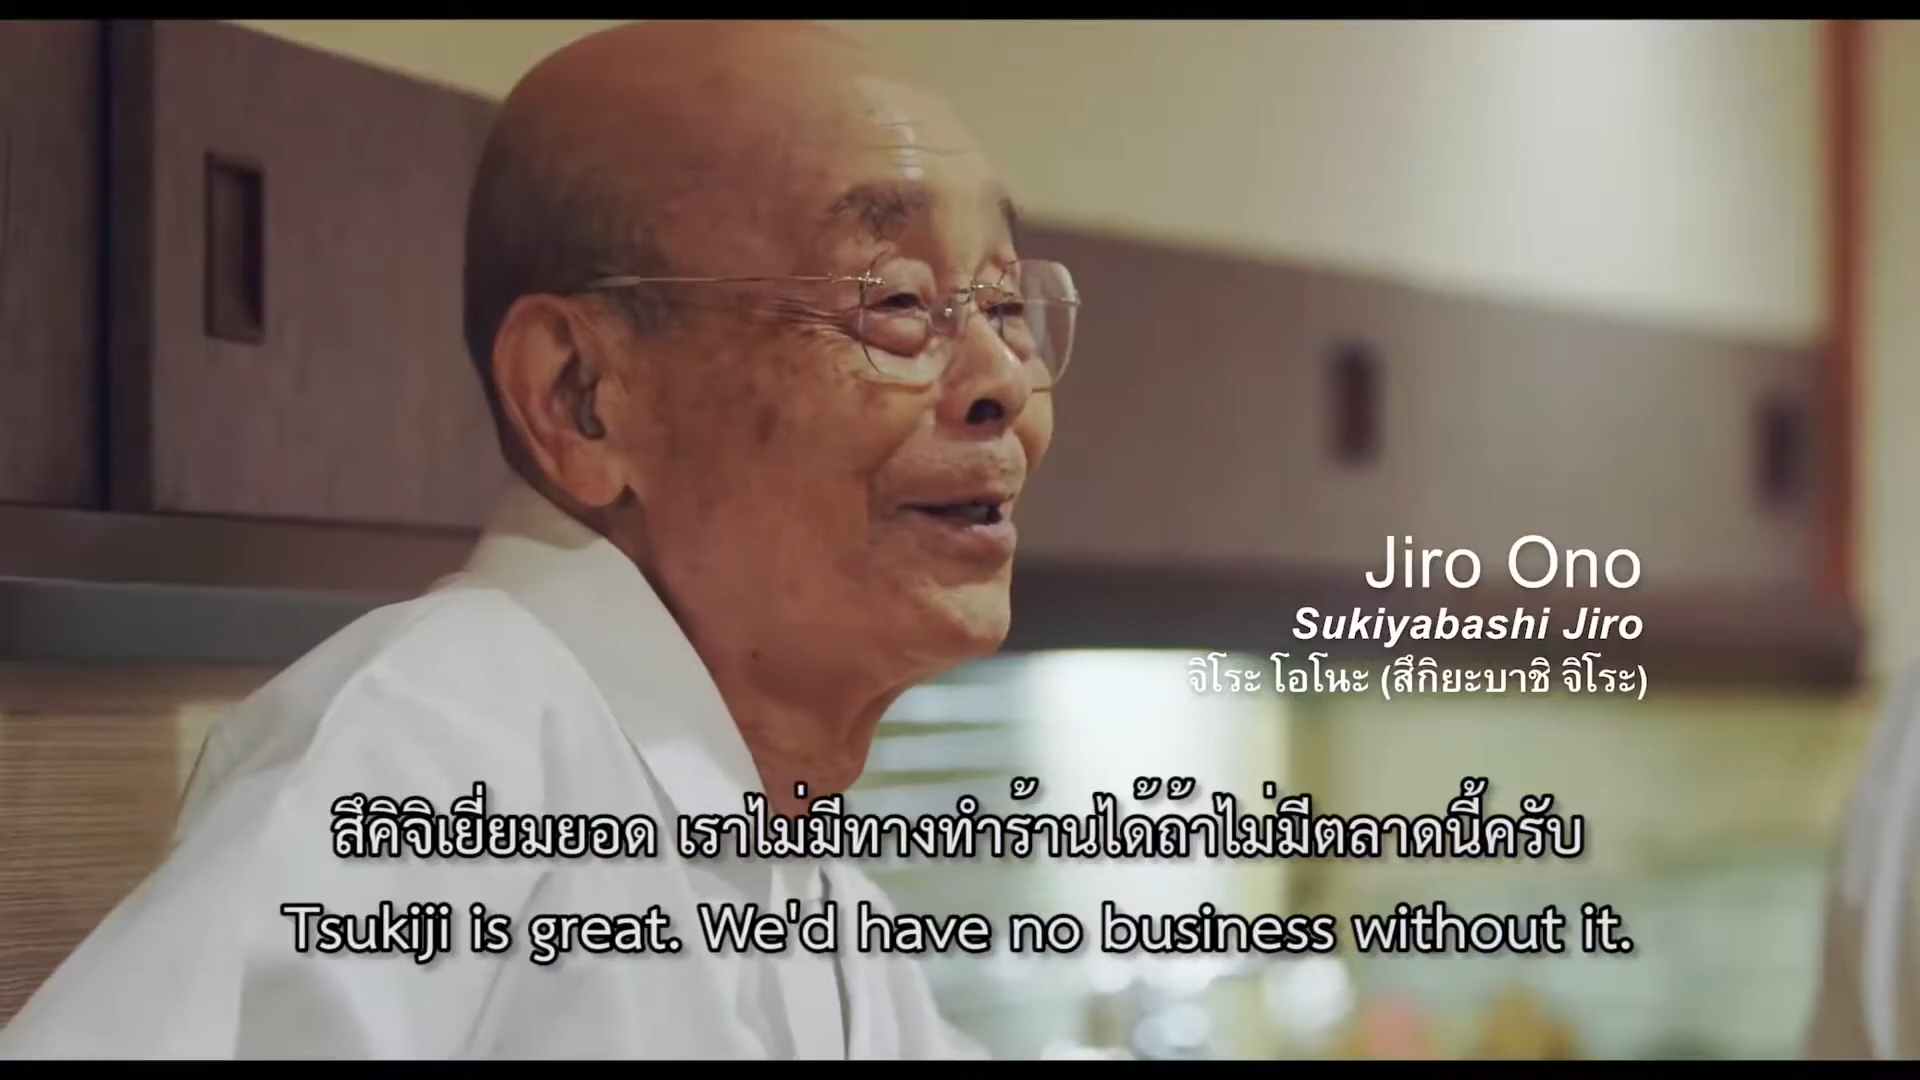 Jiro Ono
Sukiyabashi Jiro
จิโระ โอโนะ (สึกิยะบาชิ จิโระ)
สึคิจิเยี่ยมยอด เราไม่มีทางทำร้านได้ถ้าไม่มีตลาดนี้ครับ
Tsukiji is great. We'd have no business without it.